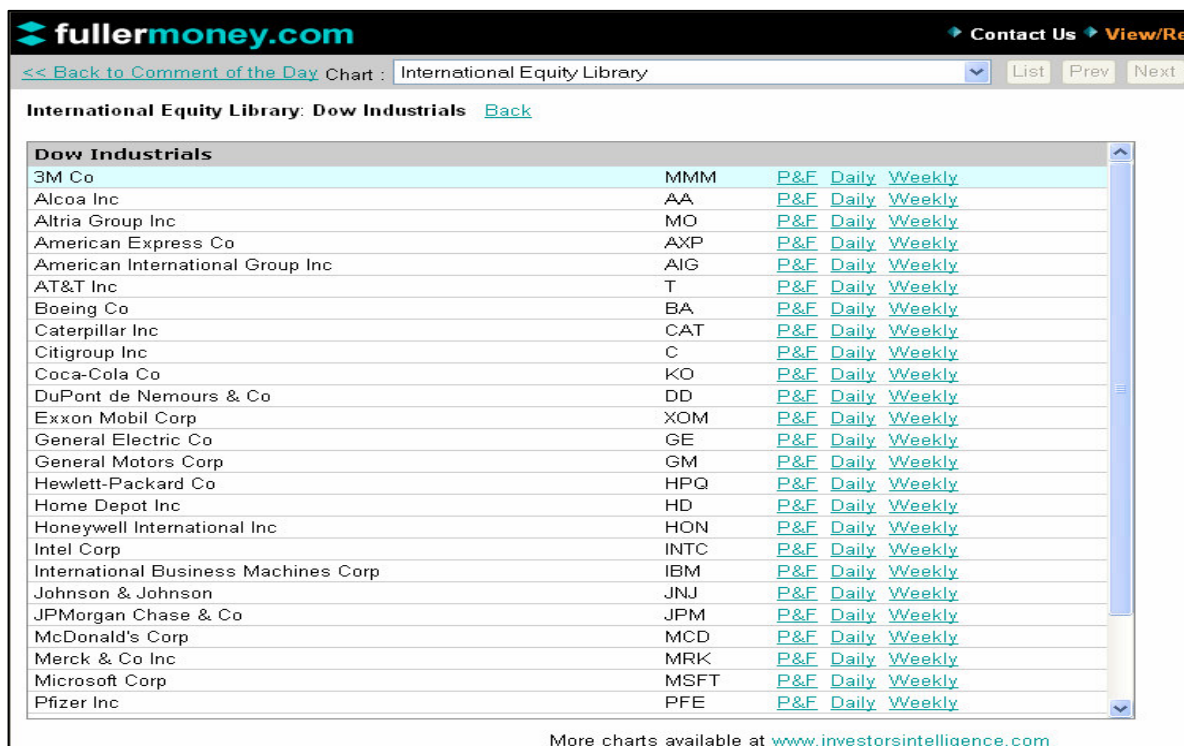 fullermoney.com Contact Us View/Re
<< Back to Comment of the Day Chart : International Equity Library List Prev Next
International Equity Library: Dow Industrials Back
Dow Industrials
3M Co MMM P&F Daily Weekly
Alcoa Inc AA P&F Daily Weekly
Altria Group Inc MO P&F Daily Weekly
American Express Co AXP P&F Daily Weekly
American International Group Inc AIG P&F Daily Weekly
AT&T Inc T P&F Daily Weekly
Boeing Co BA P&F Daily Weekly
Caterpillar Inc CAT P&F Daily Weekly
Citigroup Inc C P&F Daily Weekly
Coca-Cola Co KO P&F Daily Weekly
DuPont de Nemours & Co DD P&F Daily Weekly
Exxon Mobil Corp XOM P&F Daily Weekly
General Electric Co GE P&F Daily Weekly
General Motors Corp GM P&F Daily Weekly
Hewlett-Packard Co HPQ P&F Daily Weekly
Home Depot Inc HD P&F Daily Weekly
Honeywell International Inc HON P&F Daily Weekly
Intel Corp INTC P&F Daily Weekly
International Business Machines Corp IBM P&F Daily Weekly
Johnson & Johnson JNJ P&F Daily Weekly
JPMorgan Chase & Co JPM P&F Daily Weekly
McDonald's Corp MCD P&F Daily Weekly
Merck & Co Inc MRK P&F Daily Weekly
Microsoft Corp MSFT P&F Daily Weekly
Pfizer Inc PFE P&F Daily Weekly
More charts available at www.investorsintelligence.com